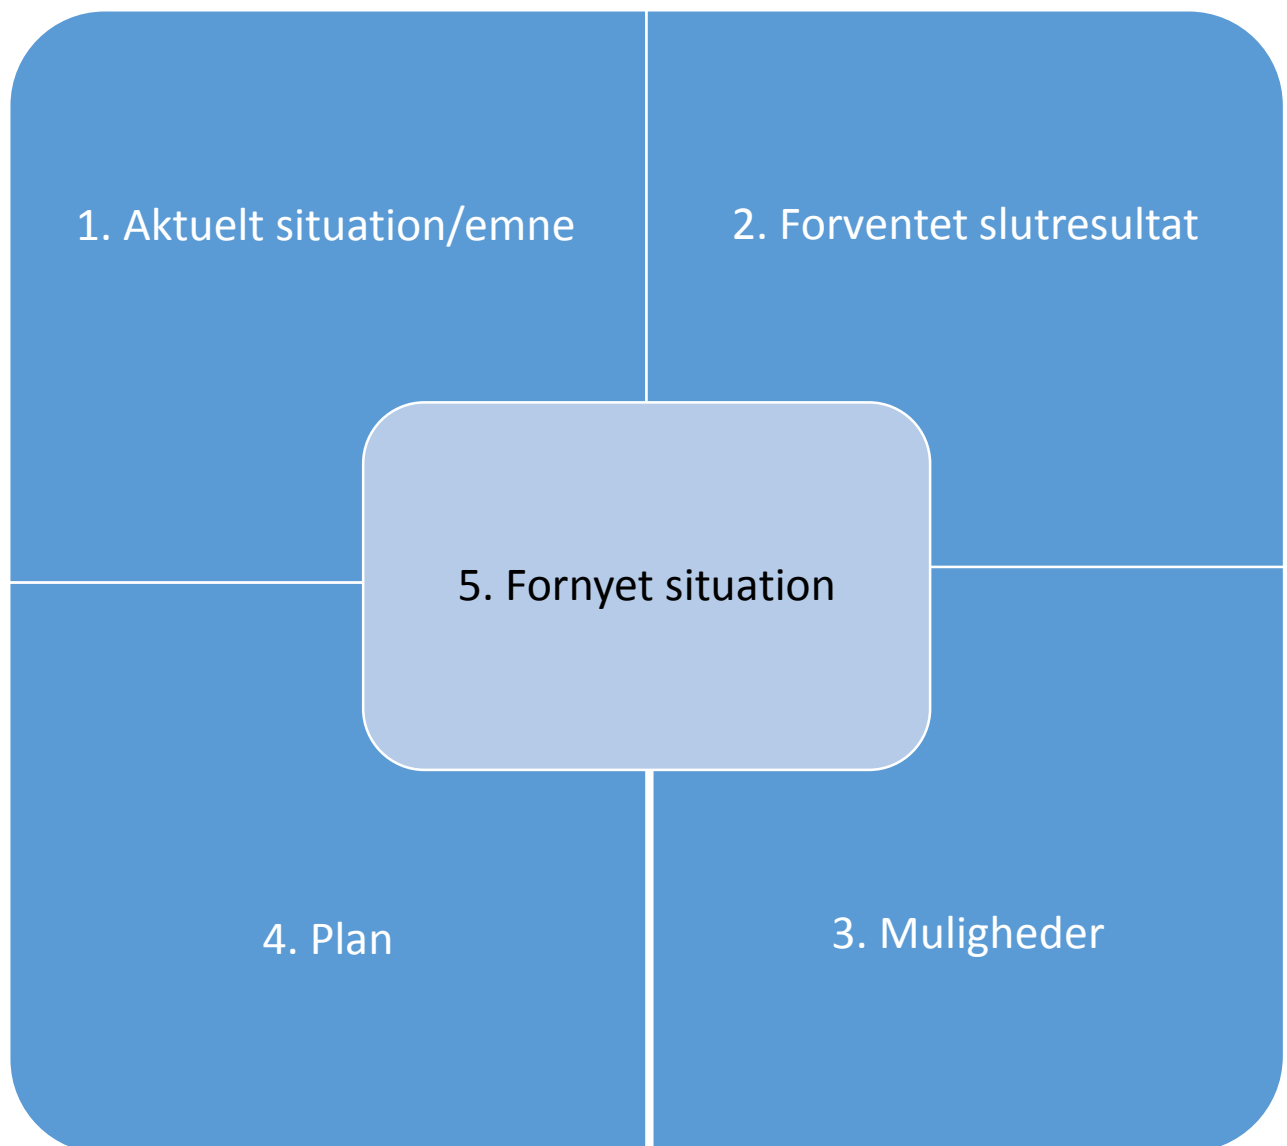 1. Aktuelt situation/emne
2. Forventet slutresultat
5. Fornyet situation
4. Plan
3. Muligheder